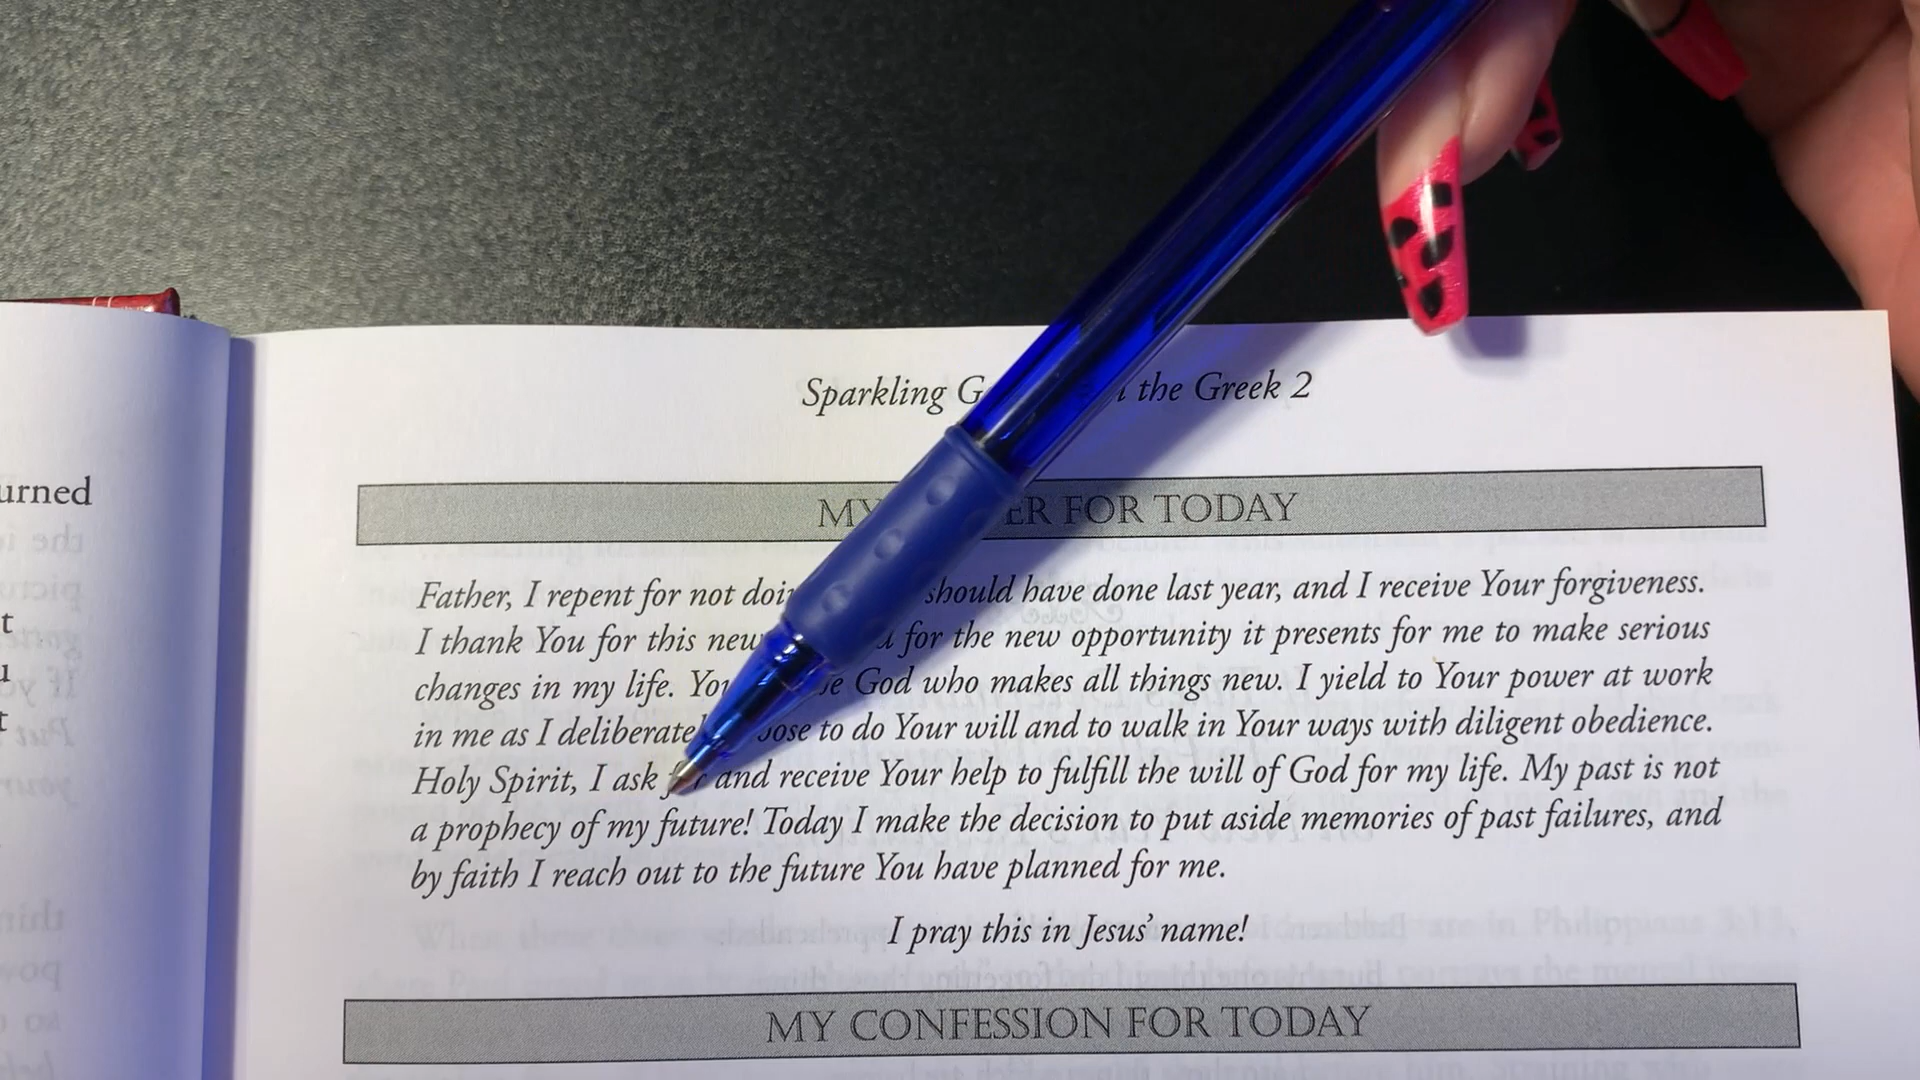 Sparkling G the Greek 2
MY ER FOR TODAY
Father, I repent for not doin should have done last year, and I receive Your forgiveness.
I thank You for this new for the new opportunity it presents for me to make serious
changes in my life. You God who makes all things new. I yield to Your power at work
in me as I deliberatel ose to do Your will and to walk in Your ways with diligent obedience.
Holy Spirit, I ask for and receive Your help to fulfill the will of God for my life. My past is not
a prophecy of my future! Today I make the decision to put aside memories of past failures, and
by faith I reach out to the future You have planned for me.
I pray this in Jesus' name!
MY CONFESSION FOR TODAY